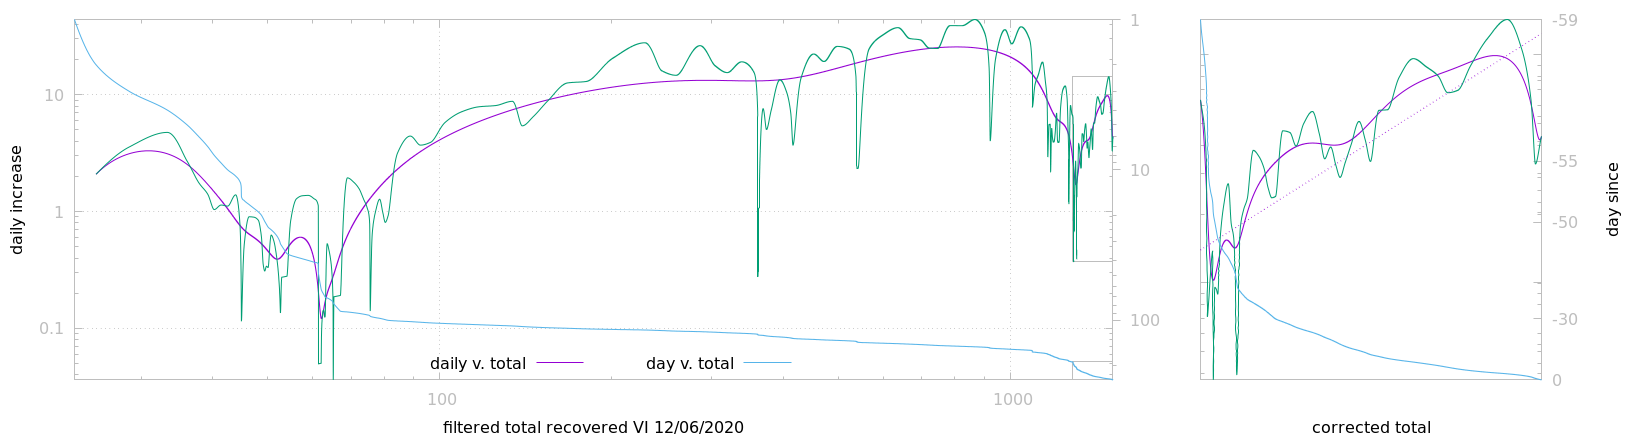 daily increase
10
1
0.1
100
1000
1
10
100
daily v. total
day v. total
filtered total recovered VI 12/06/2020
-59
-55
-50
-30
0
day since
corrected total